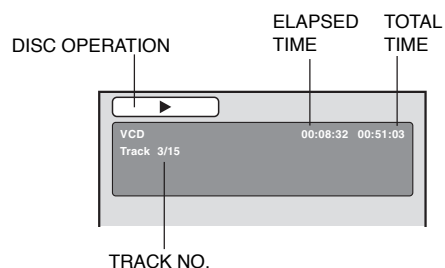 DISC OPERATION
ELAPSED TIME
TOTAL TIME
VCD 00:08:32 00:51:03
Track 3/15
TRACK NO.